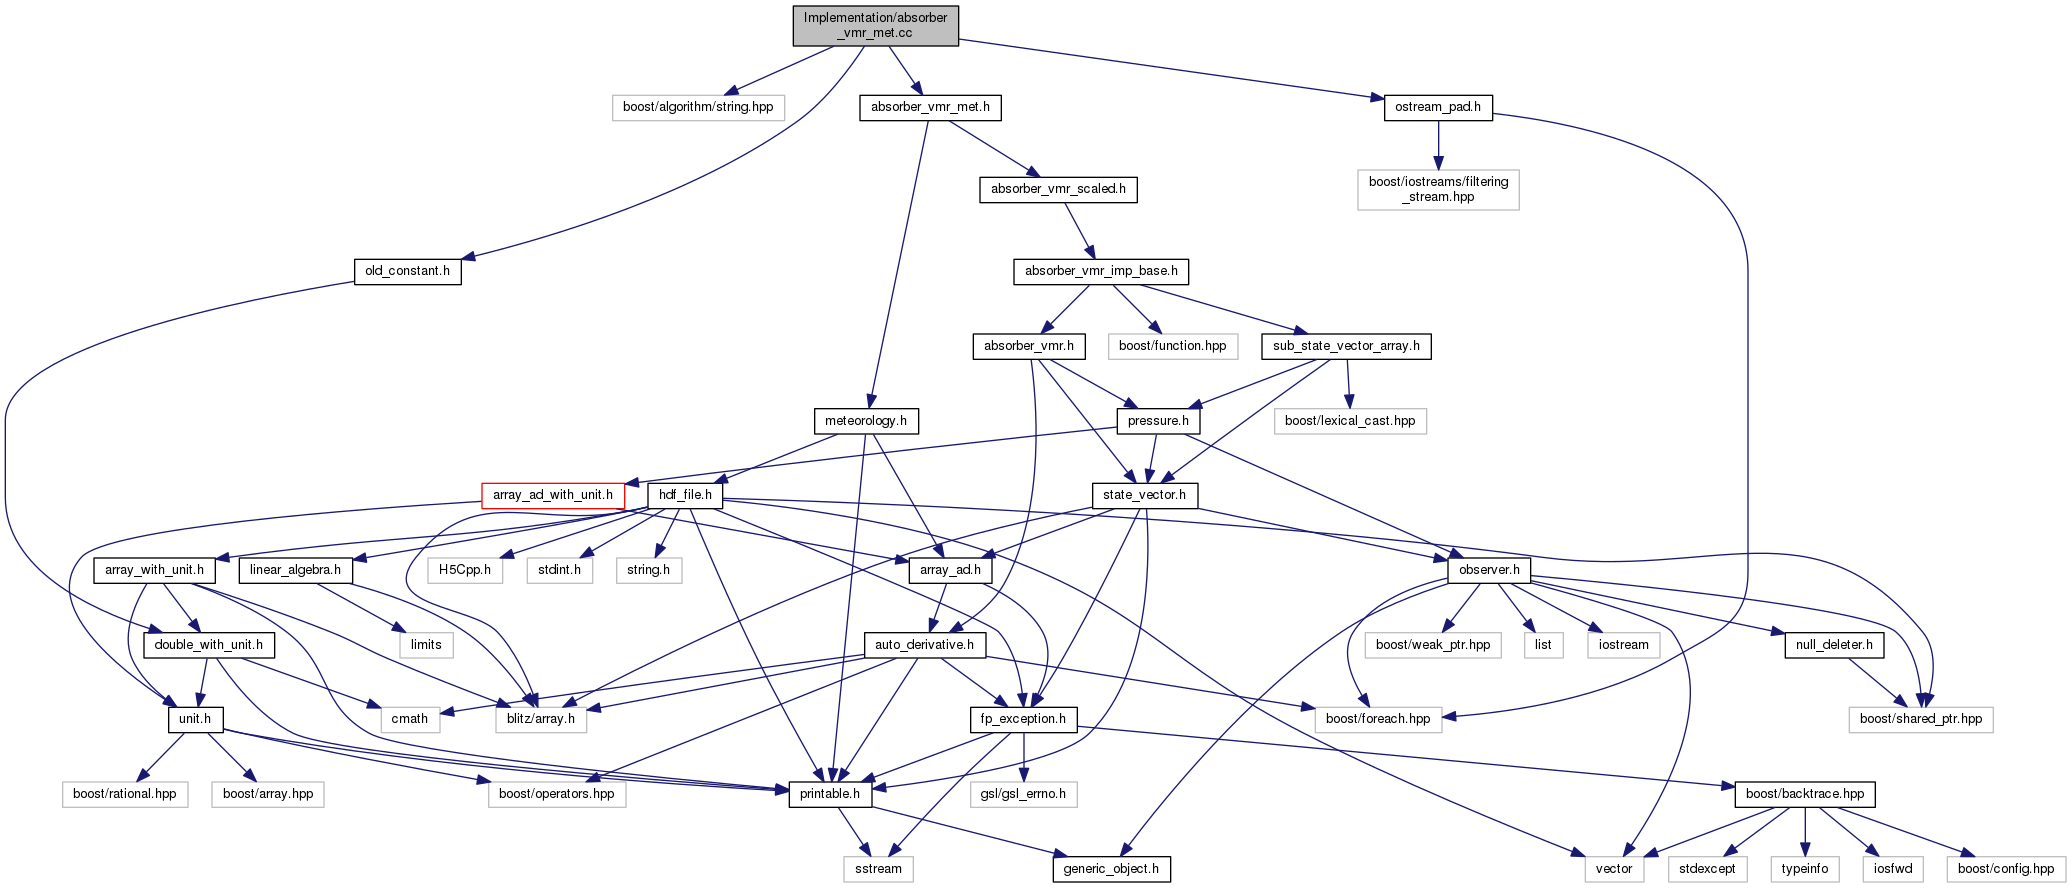 Implementation/absorber
_vmr_met.cc
boost/algorithm/string.hpp
absorber_vmr_met.h
ostream_pad.h
absorber_vmr_scaled.h
boost/iostreams/filtering
_stream.hpp
old_constant.h
absorber_vmr_imp_base.h
absorber_vmr.h
boost/function.hpp
sub_state_vector_array.h
meteorology.h
pressure.h
boost/lexical_cast.hpp
array_ad_with_unit.h
hdf_file.h
state_vector.h
array_with_unit.h
linear_algebra.h
H5Cpp.h
stdint.h
string.h
array_ad.h
observer.h
double_with_unit.h
limits
auto_derivative.h
boost/weak_ptr.hpp
list
iostream
null_deleter.h
unit.h
cmath
blitz/array.h
fp_exception.h
boost/foreach.hpp
boost/shared_ptr.hpp
boost/rational.hpp
boost/array.hpp
boost/operators.hpp
printable.h
gsl/gsl_errno.h
boost/backtrace.hpp
sstream
generic_object.h
vector
stdexcept
typeinfo
iosfwd
boost/config.hpp